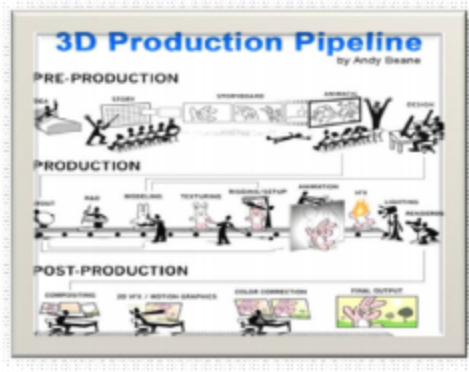 3D Production Pipeline
by Andy Beane
PRE-PRODUCTION
STORY STORYBOARD ANIMATIC DESIGN
PRODUCTION
R&D MODELING TEXTURING RIGGING/SETUP ANIMATION VFX LIGHTING
RENDERING
POST-PRODUCTION
COMPOSITING 2D VFX / MOTION GRAPHICS COLOR CORRECTION FINAL OUTPUT